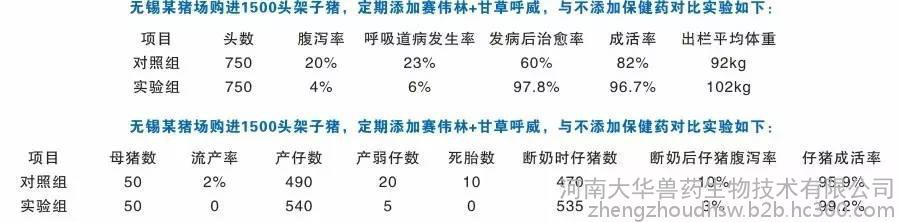 无锡某猪场购进1500头架子猪，定期添加赛伟林+甘草呼威，与不添加保健药对比实验如下：
项目 头数 腹泻率 呼吸道病发生率 发病后治愈率 成活率 出栏平均体重
对照组 750 20% 23% 60% 82% 92kg
实验组 750 4% 6% 97.8% 96.7% 102kg
无锡某猪场购进1500头架子猪，定期添加赛伟林+甘草呼威，与不添加保健药对比实验如下：
项目 母猪数 流产率 产仔数 产弱仔数 死胎数 断奶时仔猪数 断奶后仔猪腹泻率 仔猪成活率
对照组 50 2% 490 20 10 470 10% 95.9%
实验组 50 0 540 5 0 535 3% 99.2%
河南大华兽药生物技术有限公司
zhengzhoudhsw.b2b.hc360.com